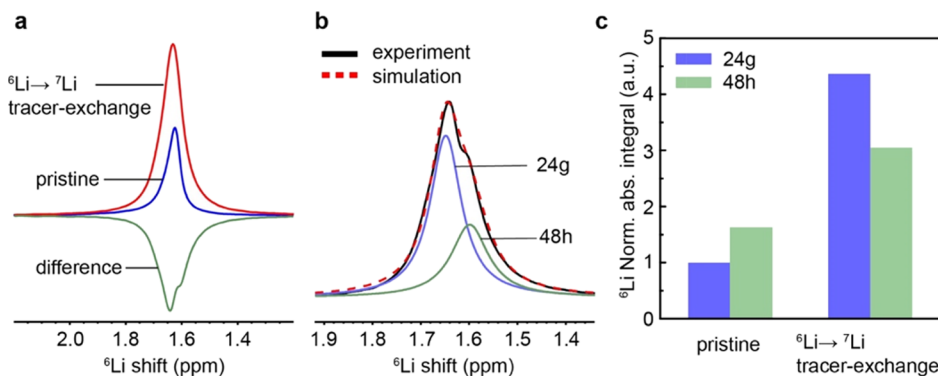 a
⁶Li→ ⁷Li
tracer-exchange
pristine
difference
2.0 1.8 1.6 1.4
⁶Li shift (ppm)
b
experiment
simulation
24g
48h
1.9 1.8 1.7 1.6 1.5 1.4
⁶Li shift (ppm)
c
⁶Li Norm. abs. integral (a.u.)
5
4
3
2
1
0
24g
48h
pristine
⁶Li→ ⁷Li
tracer-exchange